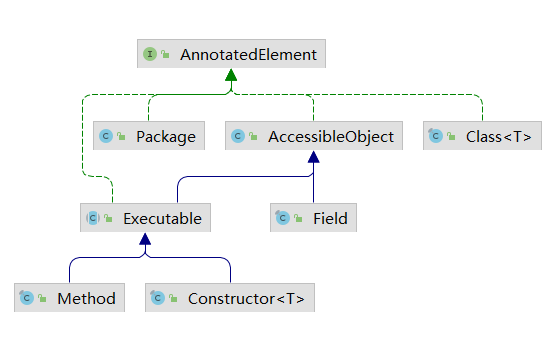 AnnotatedElement
Package
AccessibleObject
Class<T>
Executable
Field
Method
Constructor<T>